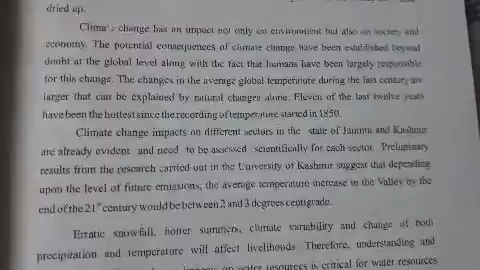 dried up.
Climate change has an impact not only on environment but also on society and
economy. The potential consequences of climate change have been established beyond
doubt at the global level along with the fact that humans have been largely responsible
for this change. The changes in the average global temperature during the last century are
larger that can be explained by natural changes alone. Eleven of the last twelve years
have been the hottest since the recording of temperature started in 1850.
Climate change impacts on different sectors in the state of Jammu and Kashmir
are already evident and need to be assessed scientifically for each sector. Preliminary
results from the research carried out in the University of Kashmir suggest that depending
upon the level of future emissions, the average temperature increase in the Valley by the
end of the 21st century would be between 2 and 3 degrees centigrade.
Erratic snowfall, hotter summers, climate variability and change of both
precipitation and temperature will affect livelihoods. Therefore, understanding and
on water resources is critical for water resources